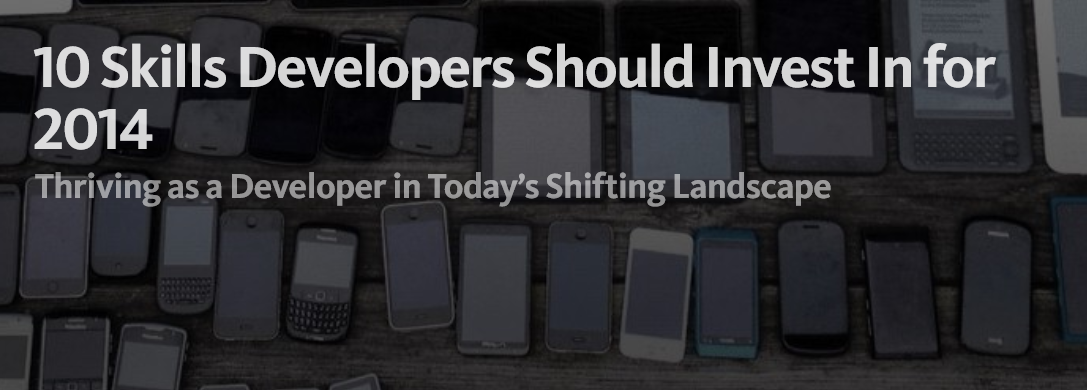 10 Skills Developers Should Invest In for
2014
Thriving as a Developer in Today's Shifting Landscape